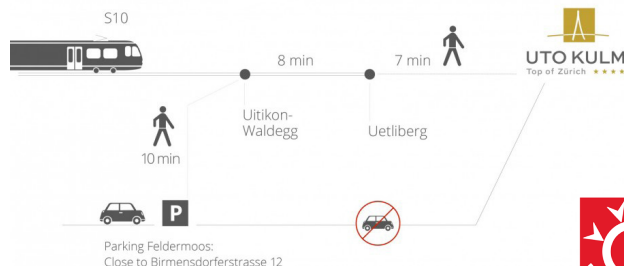 S10
8 min
7 min
UTO KULM
Top of Zürich ★★★★
Uitikon-
Waldegg
Uetliberg
10 min
P
Parking Feldermoos:
Close to Birmensdorferstrasse 12